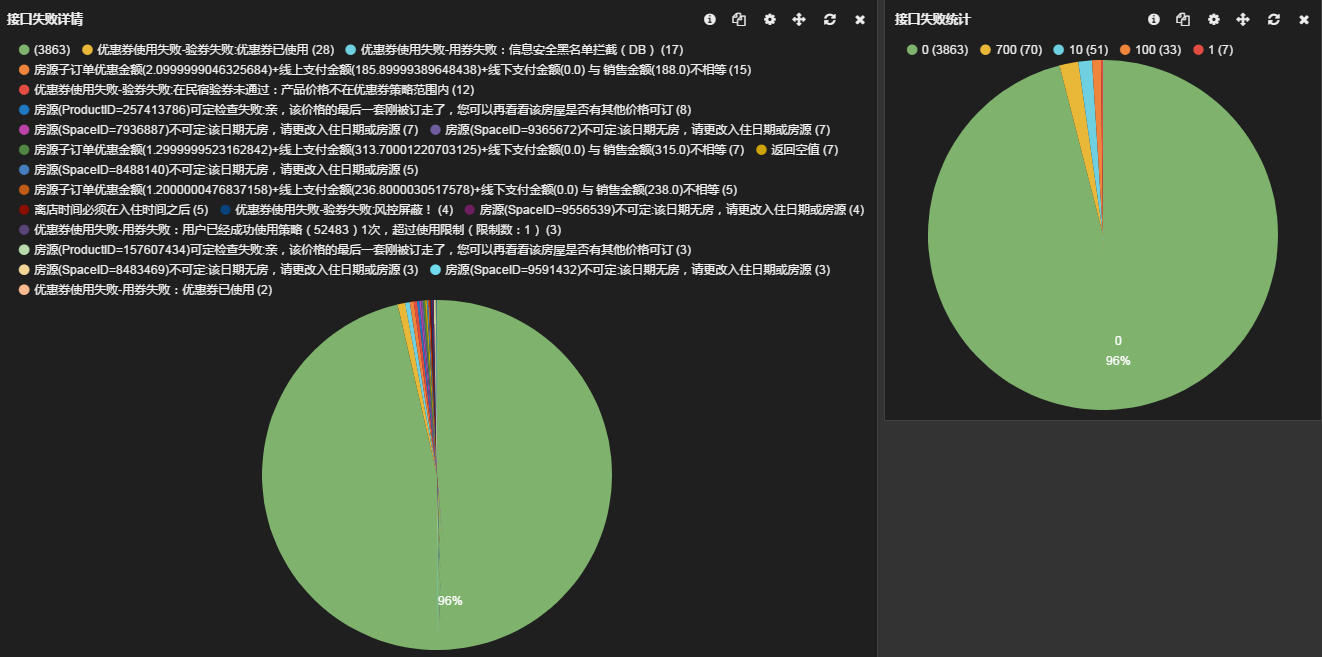 接口失败详情
(3863) 优惠券使用失败-验券失败:优惠券已使用 (28) 优惠券使用失败-用券失败：信息安全黑名单拦截（DB） (17)
房源子订单优惠金额(2.0999999046325684)+线上支付金额(185.89999389648438)+线下支付金额(0.0) 与 销售金额(188.0)不相等 (15)
优惠券使用失败-验券失败:在民宿验券未通过：产品价格不在优惠券策略范围内 (12)
房源(ProductID=257413786)可定检查失败:亲，该价格的最后一套刚被订走了，您可以再看看该房屋是否有其他价格可订 (8)
房源(SpaceID=7936887)不可定:该日期无房，请更改入住日期或房源 (7) 房源(SpaceID=9365672)不可定:该日期无房，请更改入住日期或房源 (7)
房源子订单优惠金额(1.2999999523162842)+线上支付金额(313.70001220703125)+线下支付金额(0.0) 与 销售金额(315.0)不相等 (7) 返回空值 (7)
房源(SpaceID=8488140)不可定:该日期无房，请更改入住日期或房源 (5)
房源子订单优惠金额(1.2000000476837158)+线上支付金额(236.8000030517578)+线下支付金额(0.0) 与 销售金额(238.0)不相等 (5)
离店时间必须在入住时间之后 (5) 优惠券使用失败-验券失败:风控屏蔽！ (4) 房源(SpaceID=9556539)不可定:该日期无房，请更改入住日期或房源 (4)
优惠券使用失败-用券失败：用户已经成功使用策略（52483）1次，超过使用限制（限制数：1） (3)
房源(ProductID=157607434)可定检查失败:亲，该价格的最后一套刚被订走了，您可以再看看该房屋是否有其他价格可订 (3)
房源(SpaceID=8483469)不可定:该日期无房，请更改入住日期或房源 (3) 房源(SpaceID=9591432)不可定:该日期无房，请更改入住日期或房源 (3)
优惠券使用失败-用券失败：优惠券已使用 (2)
96%
接口失败统计
0 (3863) 700 (70) 10 (51) 100 (33) 1 (7)
0
96%